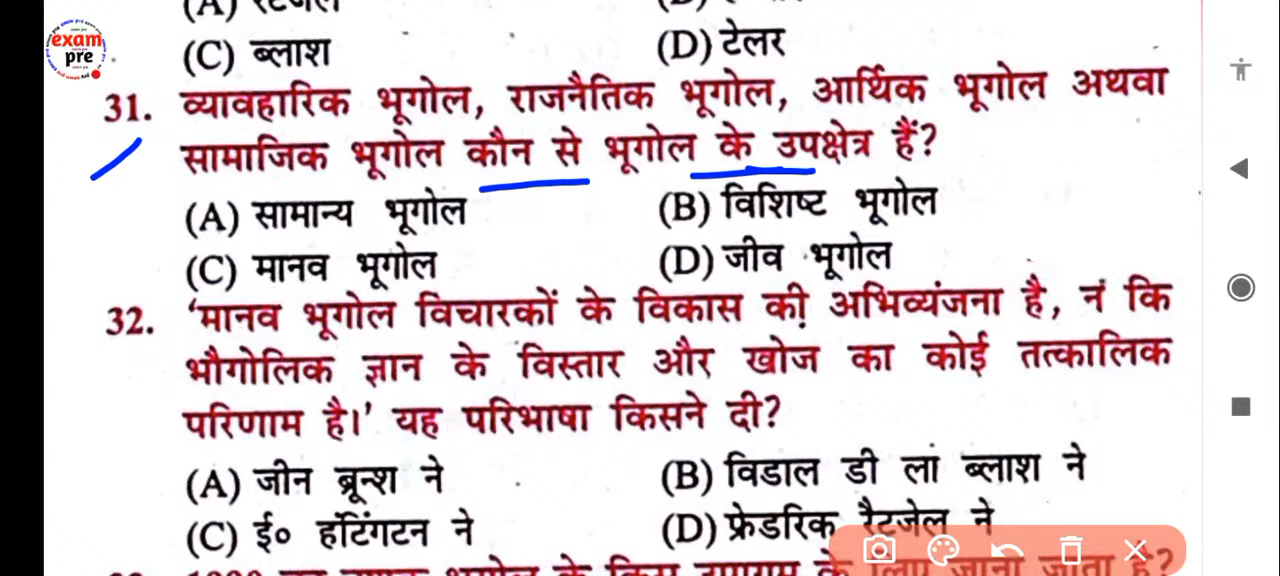 exam
pre
(C) ब्लाश (D) टेलर
31. व्यावहारिक भूगोल, राजनैतिक भूगोल, आर्थिक भूगोल अथवा
सामाजिक भूगोल कौन से भूगोल के उपक्षेत्र हैं?
(A) सामान्य भूगोल (B) विशिष्ट भूगोल
(C) मानव भूगोल (D) जीव भूगोल
32. 'मानव भूगोल विचारकों के विकास की अभिव्यंजना है, नं कि
भौगोलिक ज्ञान के विस्तार और खोज का कोई तत्कालिक
परिणाम है।' यह परिभाषा किसने दी?
(A) जीन ब्रून्श ने (B) विडाल डी लां ब्लाश ने
(C) ई० हंटिंगटन ने (D) फ्रेडरिक रैटजेल ने